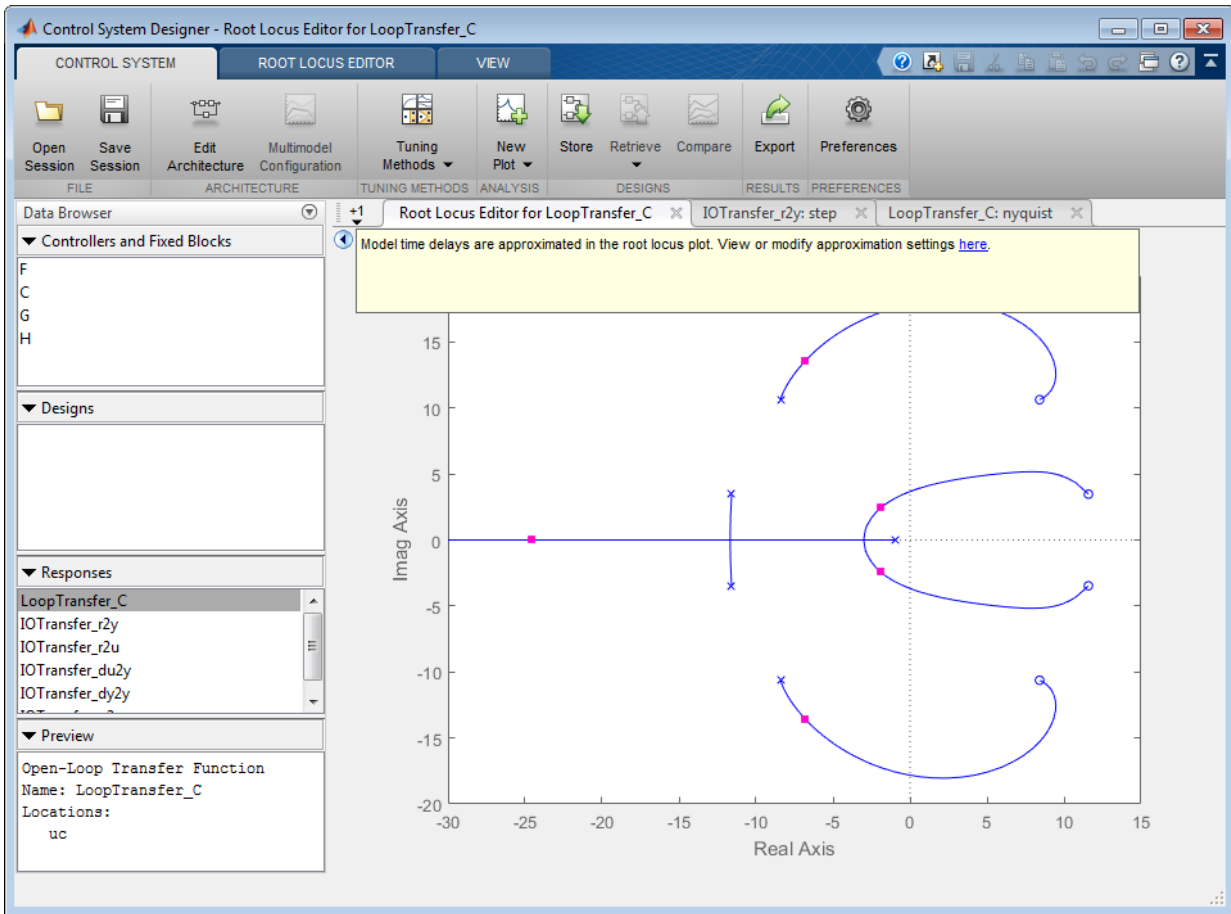 Control System Designer - Root Locus Editor for LoopTransfer_C
CONTROL SYSTEM ROOT LOCUS EDITOR VIEW
Open Session
Save Session
Edit Architecture
Multimodel Configuration
Tuning Methods
New Plot
Store
Retrieve
Compare
Export
Preferences
FILE ARCHITECTURE TUNING METHODS ANALYSIS DESIGNS RESULTS PREFERENCES
Data Browser
Controllers and Fixed Blocks
F
C
G
H
Designs
Responses
LoopTransfer_C
IOTransfer_r2y
IOTransfer_r2u
IOTransfer_du2y
IOTransfer_dy2y
Preview
Open-Loop Transfer Function
Name: LoopTransfer_C
Locations:
uc
+1
Root Locus Editor for LoopTransfer_C
IOTransfer_r2y: step
LoopTransfer_C: nyquist
Model time delays are approximated in the root locus plot. View or modify approximation settings here.
15
10
5
0
-5
-10
-15
-20
Imag Axis
-30 -25 -20 -15 -10 -5 0 5 10 15
Real Axis